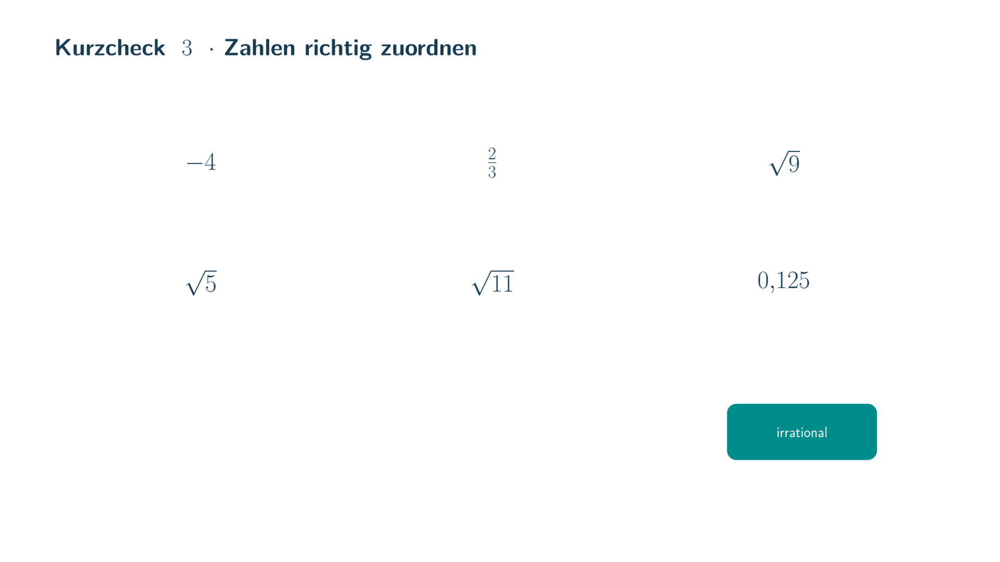 Kurzcheck 3 · Zahlen richtig zuordnen
−4 2/3 √9
√5 √11 0,125
irrational